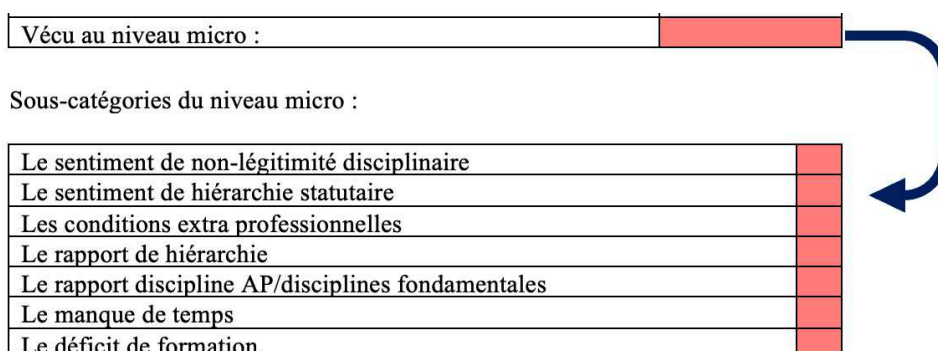 Vécu au niveau micro :
Sous-catégories du niveau micro :
Le sentiment de non-légitimité disciplinaire
Le sentiment de hiérarchie statutaire
Les conditions extra professionnelles
Le rapport de hiérarchie
Le rapport discipline AP/disciplines fondamentales
Le manque de temps
Le déficit de formation